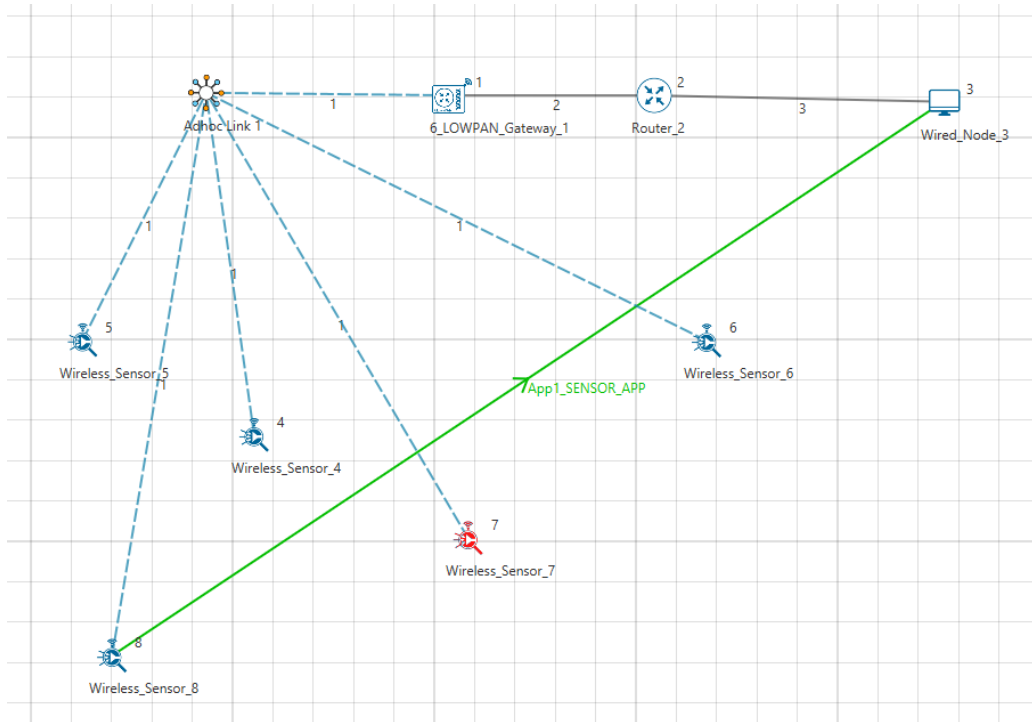 1
2
3
1
2
3
Adhoc Link 1
6_LOWPAN_Gateway_1
Router_2
Wired_Node_3
1
1
1
1
5
6
Wireless_Sensor_5
Wireless_Sensor_6
1
App1_SENSOR_APP
4
Wireless_Sensor_4
7
Wireless_Sensor_7
8
Wireless_Sensor_8